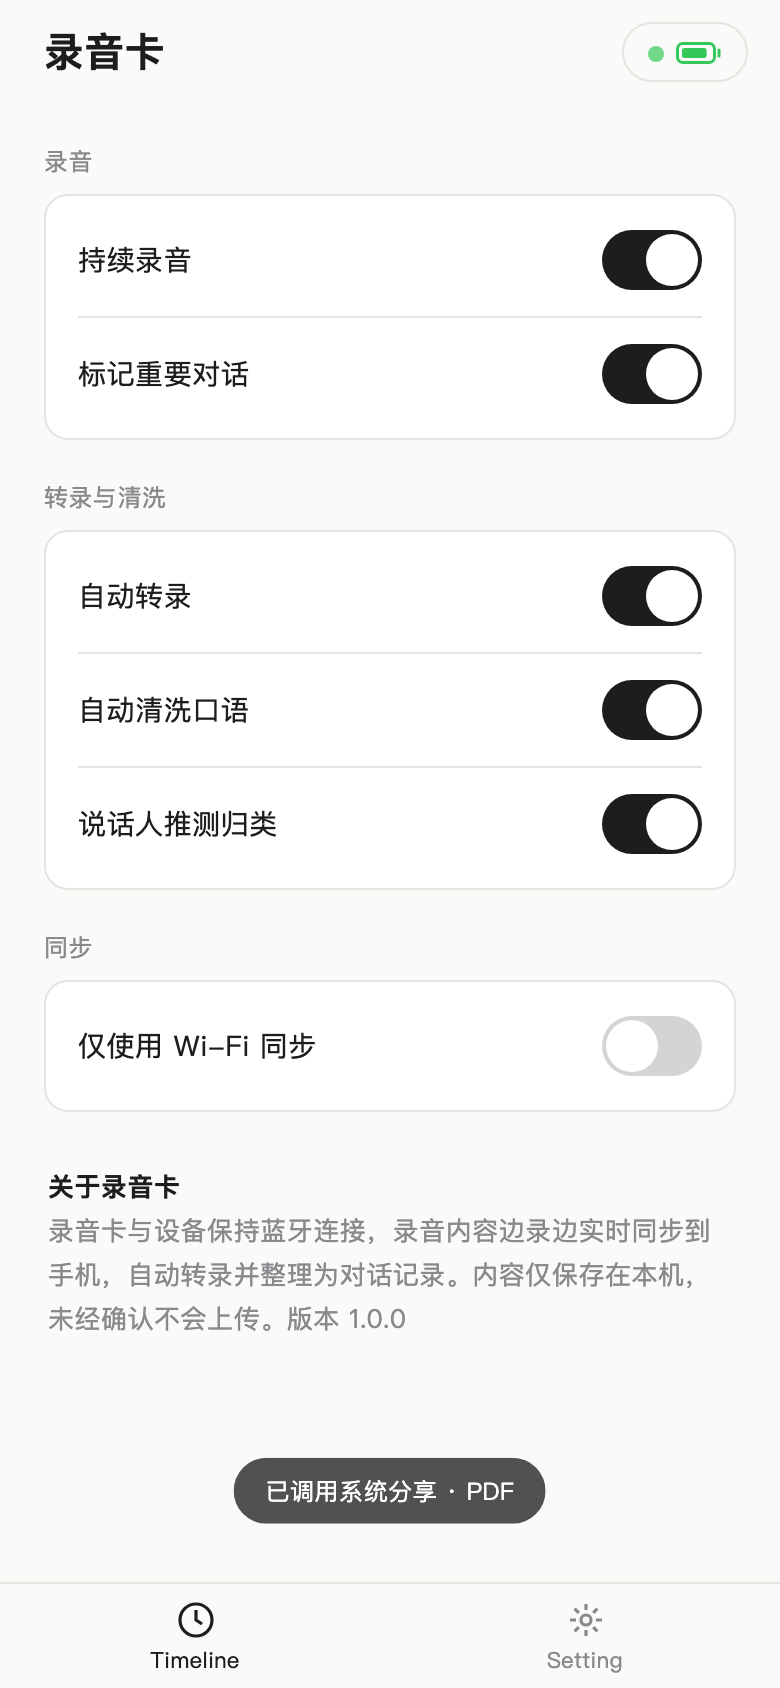 录音卡
录音
持续录音
标记重要对话
转录与清洗
自动转录
自动清洗口语
说话人推测归类
同步
仅使用 Wi-Fi 同步
关于录音卡
录音卡与设备保持蓝牙连接，录音内容边录边实时同步到
手机，自动转录并整理为对话记录。内容仅保存在本机，
未经确认不会上传。版本 1.0.0
已调用系统分享 · PDF
Timeline
Setting